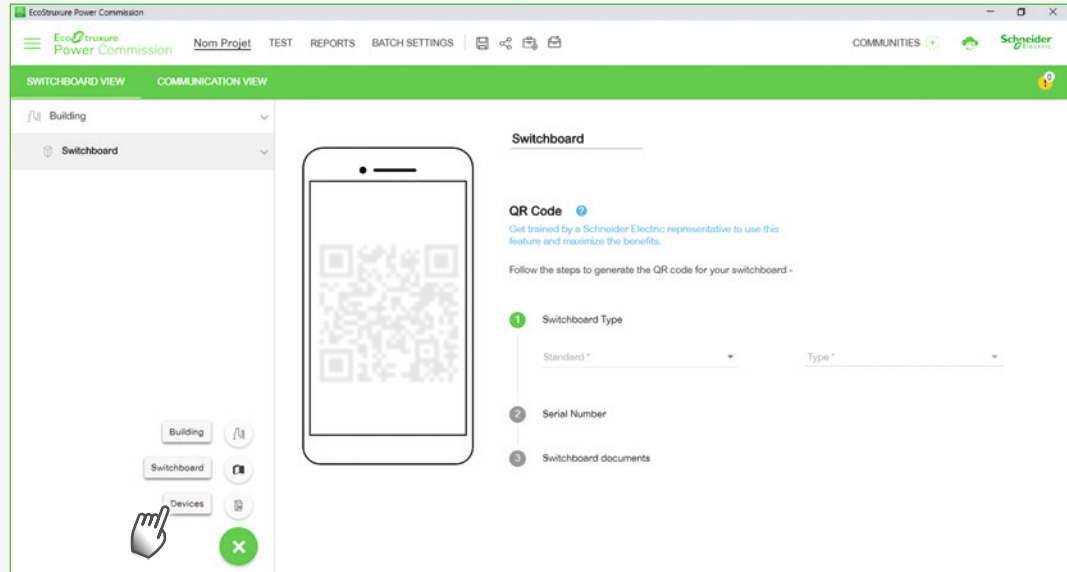 EcoStruxure Power Commission
EcoStruxure
Power Commission
Nom Projet TEST REPORTS BATCH SETTINGS COMMUNITIES Schneider Electric
SWITCHBOARD VIEW COMMUNICATION VIEW 0
Building
Switchboard
Switchboard
QR Code ?
Get trained by a Schneider Electric representative to use this
feature and maximize the benefits.
Follow the steps to generate the QR code for your switchboard -
1 Switchboard Type
Standard * Type *
2 Serial Number
3 Switchboard documents
Building
Switchboard
Devices